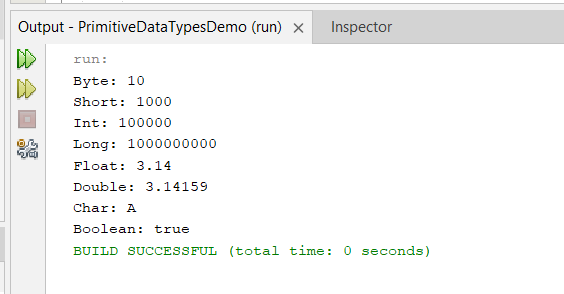 Output - PrimitiveDataTypesDemo (run) × Inspector
run:
Byte: 10
Short: 1000
Int: 100000
Long: 1000000000
Float: 3.14
Double: 3.14159
Char: A
Boolean: true
BUILD SUCCESSFUL (total time: 0 seconds)